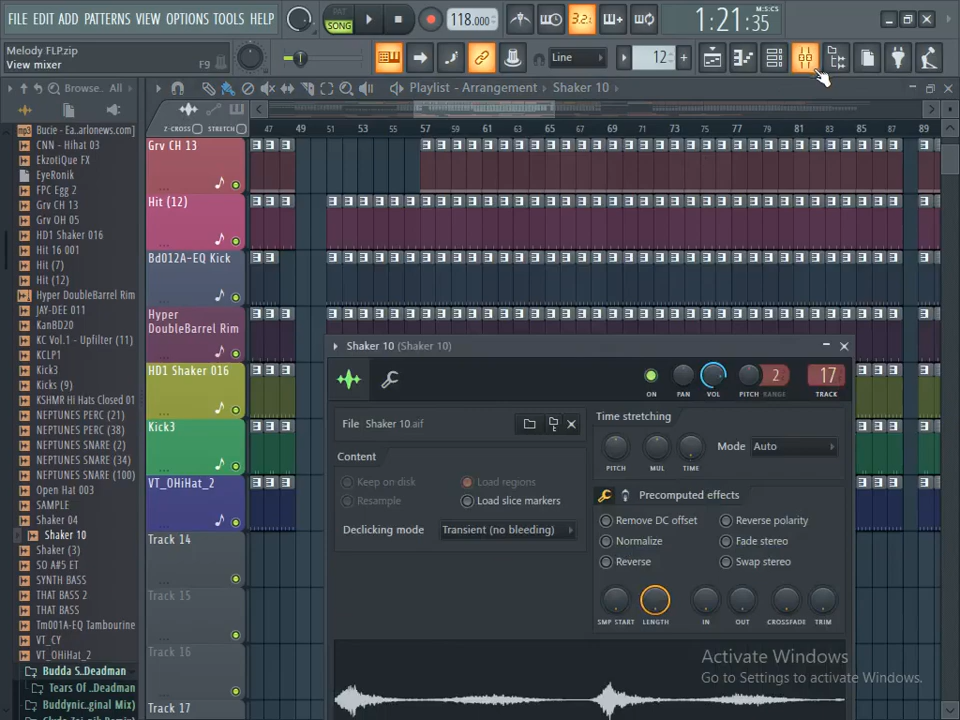 FILE EDIT ADD PATTERNS VIEW OPTIONS TOOLS HELP
PAT
SONG
118.000
3.2.
1:21:35
M:S:CS
Melody FLP.zip
View mixer
F9
Line
12
Browse.. All
Playlist - Arrangement
Shaker 10
Z-CROSS
STRETCH
47 51 53 55 57 59 61 63 65 67 69 71 73 75 77 79 81 83 85 87 89
Bucie - Ea..arlonews.com]
CNN - Hihat 03
EkzotiQue FX
EyeRonik
FPC Egg 2
Grv CH 13
Grv OH 05
HD1 Shaker 016
Hit 16 001
Hit (7)
Hit (12)
Hyper DoubleBarrel Rim
JAY-DEE 011
KanBD20
KC Vol.1 - Upfilter (11)
KCLP1
Kick3
Kicks (9)
KSHMR Hi Hats Closed 01
NEPTUNES PERC (21)
NEPTUNES PERC (38)
NEPTUNES SNARE (2)
NEPTUNES SNARE (34)
NEPTUNES SNARE (100)
Open Hat 003
SAMPLE
Shaker 04
Shaker 10
Shaker (3)
SO A#5 ET
SYNTH BASS
THAT BASS 2
THAT BASS
Tm001A-EQ Tambourine
VT_CY
VT_OHiHat_2
Budda S..Deadman
Tears Of ..Deadman
Buddynic..ginal Mix)
Grv CH 13
Hit (12)
Bd012A-EQ Kick
Hyper
DoubleBarrel Rim
HD1 Shaker 016
Kick3
VT_OHiHat_2
Track 14
Track 15
Track 16
Track 17
Shaker 10 (Shaker 10)
ON
PAN
VOL
PITCH
2
RANGE
17
TRACK
File Shaker 10.aif
Content
Keep on disk
Load regions
Resample
Load slice markers
Declicking mode
Transient (no bleeding)
Time stretching
PITCH
MUL
TIME
Mode
Auto
Precomputed effects
Remove DC offset
Reverse polarity
Normalize
Fade stereo
Reverse
Swap stereo
SMP START
LENGTH
IN
OUT
CROSSFADE
TRIM
Activate Windows
Go to Settings to activate Windows.